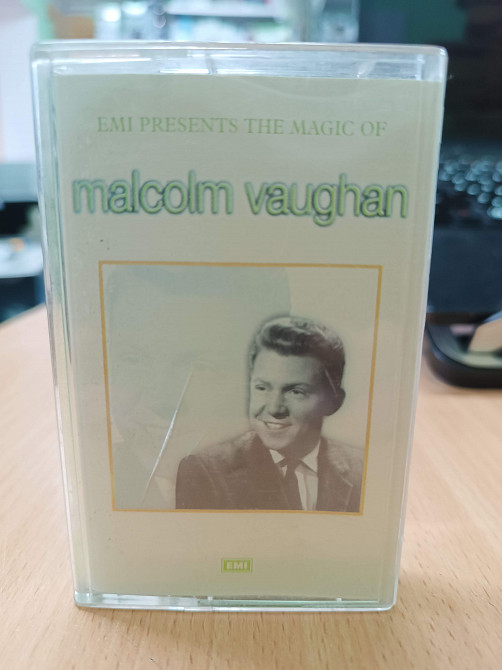 EMI PRESENTS THE MAGIC OF
malcolm vaughan
EMI